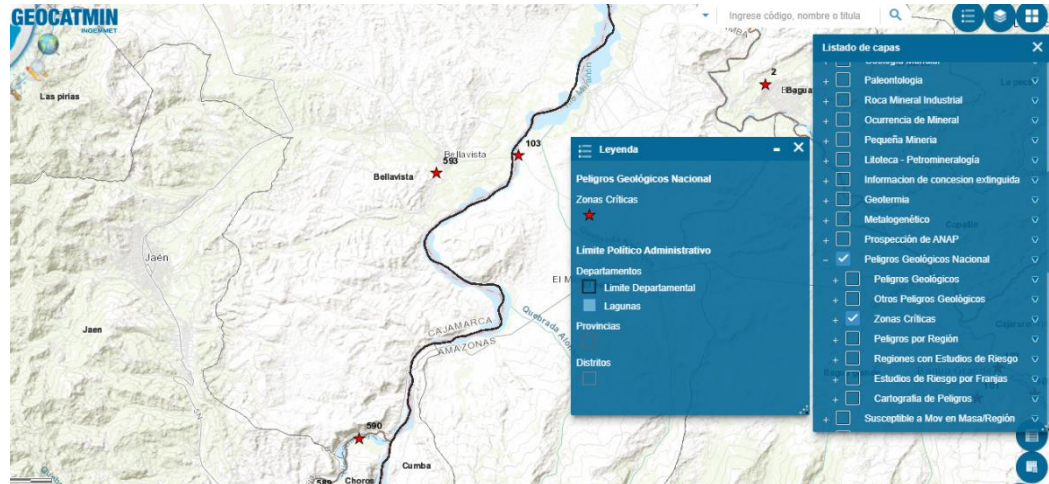 GEOCATMIN
INGEMMET
Ingrese código, nombre o titula
Las pirias
Bellavista
593
Bellavista
103
2
Bagua
Jaén
Jaen
CAJAMARCA
AMAZONAS
El M
590
589
Choros
Cumba
Leyenda
Peligros Geológicos Nacional
Zonas Críticas
Límite Político Administrativo
Departamentos
Limite Departamental
Lagunas
Provincias
Distritos
Listado de capas
Paleontologia
Roca Mineral Industrial
Ocurrencia de Mineral
Pequeña Mineria
Litoteca - Petromineralogía
Informacion de concesion extinguida
Geotermia
Metalogenético
Prospección de ANAP
Peligros Geológicos Nacional
Peligros Geológicos
Otros Peligros Geológicos
Zonas Críticas
Peligros por Región
Regiones con Estudios de Riesgo
Estudios de Riesgo por Franjas
Cartografia de Peligros
Susceptible a Mov en Masa/Región